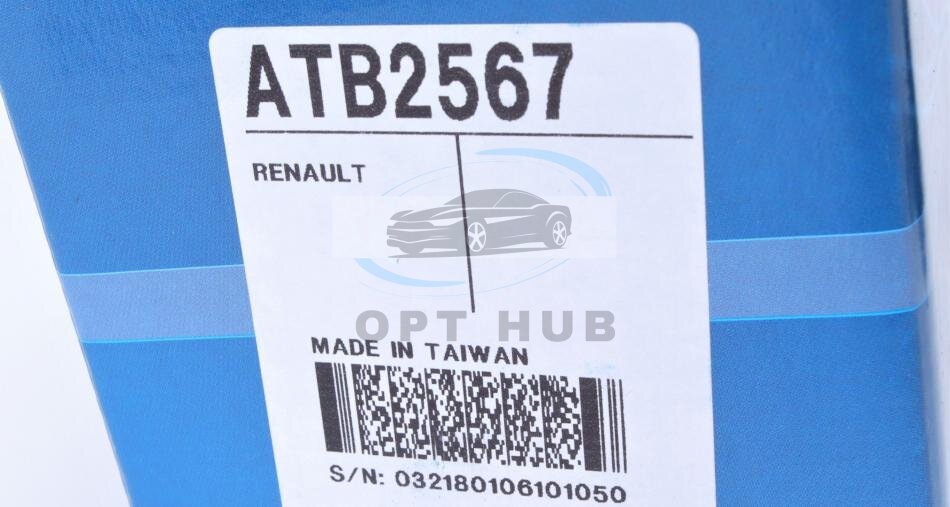 ATB2567
RENAULT
OPT HUB
MADE IN TAIWAN
S/N: 032180106101050